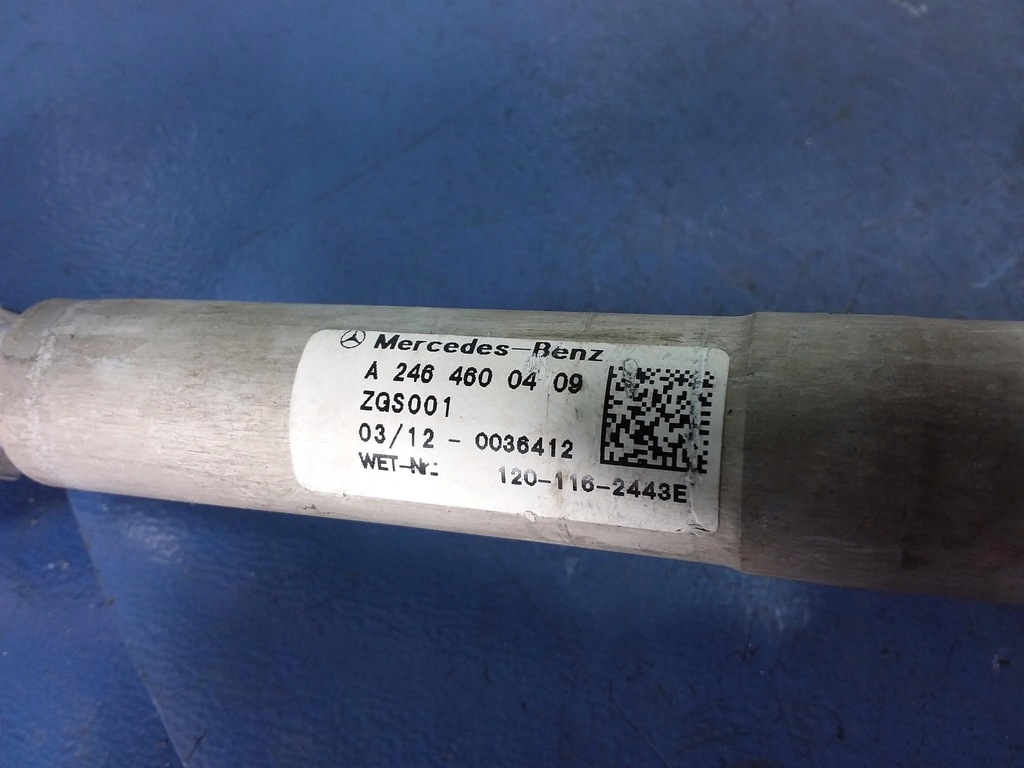 Mercedes-Benz
A 246 460 04 09
ZGS001
03/12 - 0036412
WET-Nr.: 120-116-2443E